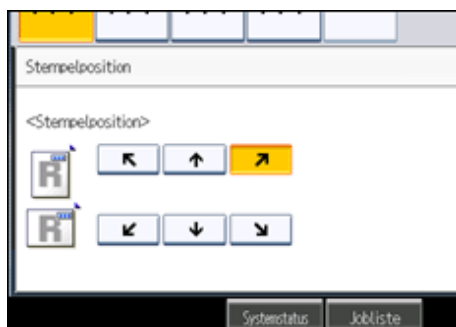 Stempelposition
<Stempelposition>
R
R
Systemstatus Jobliste